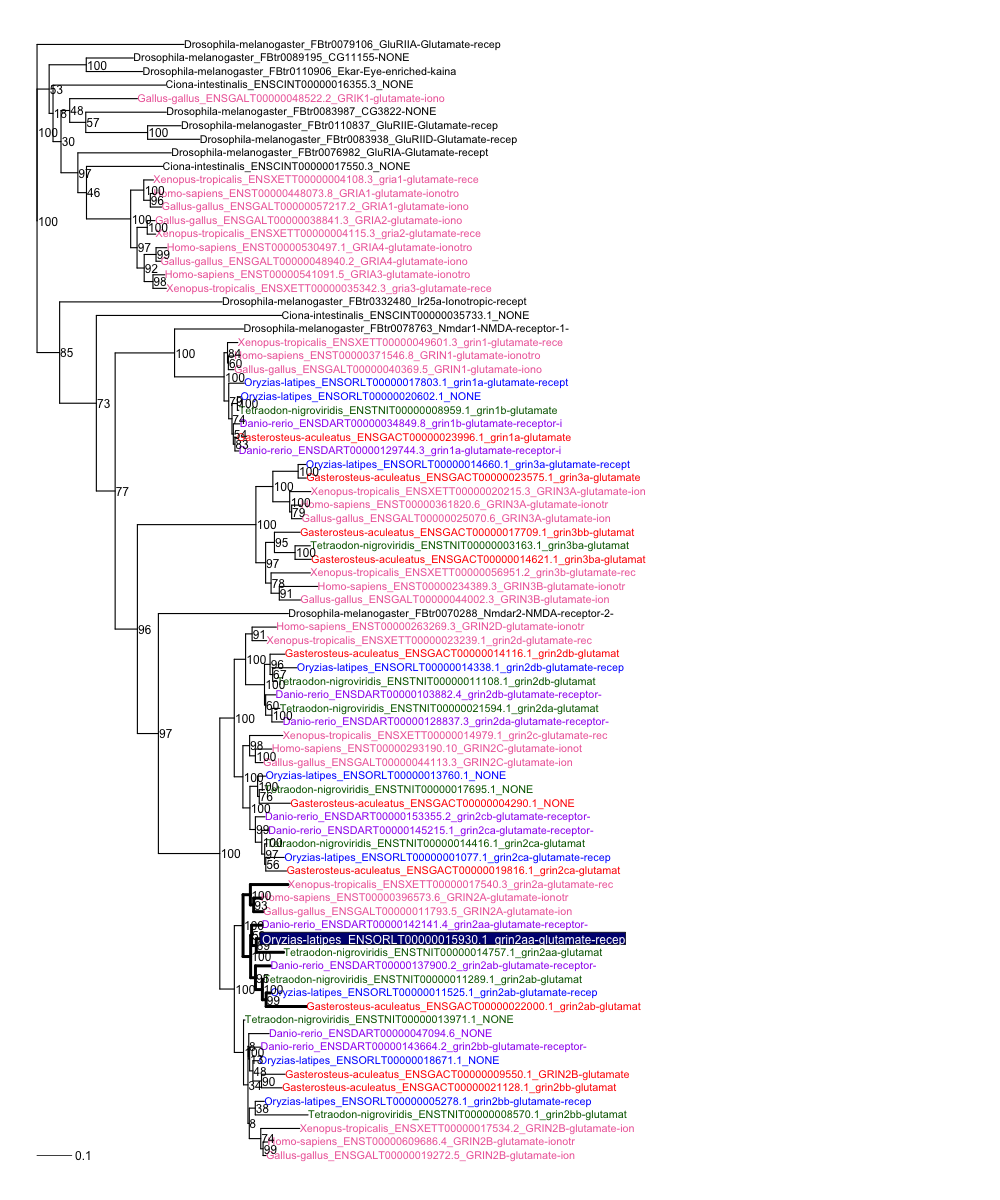 Drosophila-melanogaster_FBtr0079106_GluRIIA-Glutamate-recep
Drosophila-melanogaster_FBtr0089195_CG11155-NONE
100
Drosophila-melanogaster_FBtr0110906_Ekar-Eye-enriched-kaina
53
Ciona-intestinalis_ENSCINT00000016355.3_NONE
Gallus-gallus_ENSGALT00000048522.2_GRIK1-glutamate-iono
48
Drosophila-melanogaster_FBtr0083987_CG3822-NONE
57
Drosophila-melanogaster_FBtr0110837_GluRIIE-Glutamate-recep
100
100
Drosophila-melanogaster_FBtr0083938_GluRIID-Glutamate-recep
30
Drosophila-melanogaster_FBtr0076982_GluRIA-Glutamate-recept
97
Ciona-intestinalis_ENSCINT00000017550.3_NONE
Xenopus-tropicalis_ENSXETT00000004108.3_gria1-glutamate-rece
100
46
Homo-sapiens_ENST00000448073.8_GRIA1-glutamate-ionotro
96
Gallus-gallus_ENSGALT00000057217.2_GRIA1-glutamate-iono
100
100
Gallus-gallus_ENSGALT00000038841.3_GRIA2-glutamate-iono
100
Xenopus-tropicalis_ENSXETT00000004115.3_gria2-glutamate-rece
97
Homo-sapiens_ENST00000530497.1_GRIA4-glutamate-ionotro
99
Gallus-gallus_ENSGALT00000048940.2_GRIA4-glutamate-iono
92
Homo-sapiens_ENST00000541091.5_GRIA3-glutamate-ionotro
98
Xenopus-tropicalis_ENSXETT00000035342.3_gria3-glutamate-rece
Drosophila-melanogaster_FBtr0332480_Ir25a-Ionotropic-recept
Ciona-intestinalis_ENSCINT00000035733.1_NONE
Drosophila-melanogaster_FBtr0078763_Nmdar1-NMDA-receptor-1-
Xenopus-tropicalis_ENSXETT00000049601.3_grin1-glutamate-rece
85
100
84
Homo-sapiens_ENST00000371546.8_GRIN1-glutamate-ionotro
60
Gallus-gallus_ENSGALT00000040369.5_GRIN1-glutamate-iono
100
Oryzias-latipes_ENSORLT00000017803.1_grin1a-glutamate-recept
Oryzias-latipes_ENSORLT00000020602.1_NONE
73
100
Tetraodon-nigroviridis_ENSTNIT00000008959.1_grin1b-glutamate
74
Danio-rerio_ENSDART00000034849.8_grin1b-glutamate-receptor-i
54
Gasterosteus-aculeatus_ENSGACT00000023996.1_grin1a-glutamate
83
Danio-rerio_ENSDART00000129744.3_grin1a-glutamate-receptor-i
Oryzias-latipes_ENSORLT00000014660.1_grin3a-glutamate-recept
100
Gasterosteus-aculeatus_ENSGACT00000023575.1_grin3a-glutamate
100
77
Xenopus-tropicalis_ENSXETT00000020215.3_GRIN3A-glutamate-ion
100
Homo-sapiens_ENST00000361820.6_GRIN3A-glutamate-ionotr
79
Gallus-gallus_ENSGALT00000025070.6_GRIN3A-glutamate-ion
100
Gasterosteus-aculeatus_ENSGACT00000017709.1_grin3bb-glutamat
95
Tetraodon-nigroviridis_ENSTNIT00000003163.1_grin3ba-glutamat
100
Gasterosteus-aculeatus_ENSGACT00000014621.1_grin3ba-glutamat
97
Xenopus-tropicalis_ENSXETT00000056951.2_grin3b-glutamate-rec
78
Homo-sapiens_ENST00000234389.3_GRIN3B-glutamate-ionotr
91
Gallus-gallus_ENSGALT00000044002.3_GRIN3B-glutamate-ion
Drosophila-melanogaster_FBtr0070288_Nmdar2-NMDA-receptor-2-
96
Homo-sapiens_ENST00000263269.3_GRIN2D-glutamate-ionotr
91
Xenopus-tropicalis_ENSXETT00000023239.1_grin2d-glutamate-rec
Gasterosteus-aculeatus_ENSGACT00000014116.1_grin2db-glutamat
100
96
Oryzias-latipes_ENSORLT00000014338.1_grin2db-glutamate-recep
67
Tetraodon-nigroviridis_ENSTNIT00000011108.1_grin2db-glutamat
100
Danio-rerio_ENSDART00000103882.4_grin2db-glutamate-receptor-
60
Tetraodon-nigroviridis_ENSTNIT00000021594.1_grin2da-glutamat
100
100
Danio-rerio_ENSDART00000128837.3_grin2da-glutamate-receptor-
97
Xenopus-tropicalis_ENSXETT00000014979.1_grin2c-glutamate-rec
98
Homo-sapiens_ENST00000293190.10_GRIN2C-glutamate-ionot
100
Gallus-gallus_ENSGALT00000044113.3_GRIN2C-glutamate-ion
100
Oryzias-latipes_ENSORLT00000013760.1_NONE
100
Tetraodon-nigroviridis_ENSTNIT00000017695.1_NONE
76
Gasterosteus-aculeatus_ENSGACT00000004290.1_NONE
100
Danio-rerio_ENSDART00000153355.2_grin2cb-glutamate-receptor-
99
Danio-rerio_ENSDART00000145215.1_grin2ca-glutamate-receptor-
100
Tetraodon-nigroviridis_ENSTNIT00000014416.1_grin2ca-glutamat
100
97
Oryzias-latipes_ENSORLT00000001077.1_grin2ca-glutamate-recep
56
Gasterosteus-aculeatus_ENSGACT00000019816.1_grin2ca-glutamat
Xenopus-tropicalis_ENSXETT00000017540.3_grin2a-glutamate-rec
100
Homo-sapiens_ENST00000396573.6_GRIN2A-glutamate-ionotr
93
Gallus-gallus_ENSGALT00000011793.5_GRIN2A-glutamate-ion
100
Danio-rerio_ENSDART00000142141.4_grin2aa-glutamate-receptor-
Oryzias-latipes_ENSORLT00000015930.1_grin2aa-glutamate-recep
Tetraodon-nigroviridis_ENSTNIT00000014757.1_grin2aa-glutamat
100
Danio-rerio_ENSDART00000137900.2_grin2ab-glutamate-receptor-
Tetraodon-nigroviridis_ENSTNIT00000011289.1_grin2ab-glutamat
100
100
Oryzias-latipes_ENSORLT00000011525.1_grin2ab-glutamate-recep
99
Gasterosteus-aculeatus_ENSGACT00000022000.1_grin2ab-glutamat
Tetraodon-nigroviridis_ENSTNIT00000013971.1_NONE
Danio-rerio_ENSDART00000047094.6_NONE
Danio-rerio_ENSDART00000143664.2_grin2bb-glutamate-receptor-
100
Oryzias-latipes_ENSORLT00000018671.1_NONE
48
Gasterosteus-aculeatus_ENSGACT00000009550.1_GRIN2B-glutamate
90
34
Gasterosteus-aculeatus_ENSGACT00000021128.1_grin2bb-glutamat
Oryzias-latipes_ENSORLT00000005278.1_grin2bb-glutamate-recep
38
Tetraodon-nigroviridis_ENSTNIT00000008570.1_grin2bb-glutamat
8
Xenopus-tropicalis_ENSXETT00000017534.2_GRIN2B-glutamate-ion
74
Homo-sapiens_ENST00000609686.4_GRIN2B-glutamate-ionotr
99
Gallus-gallus_ENSGALT00000019272.5_GRIN2B-glutamate-ion
0.1